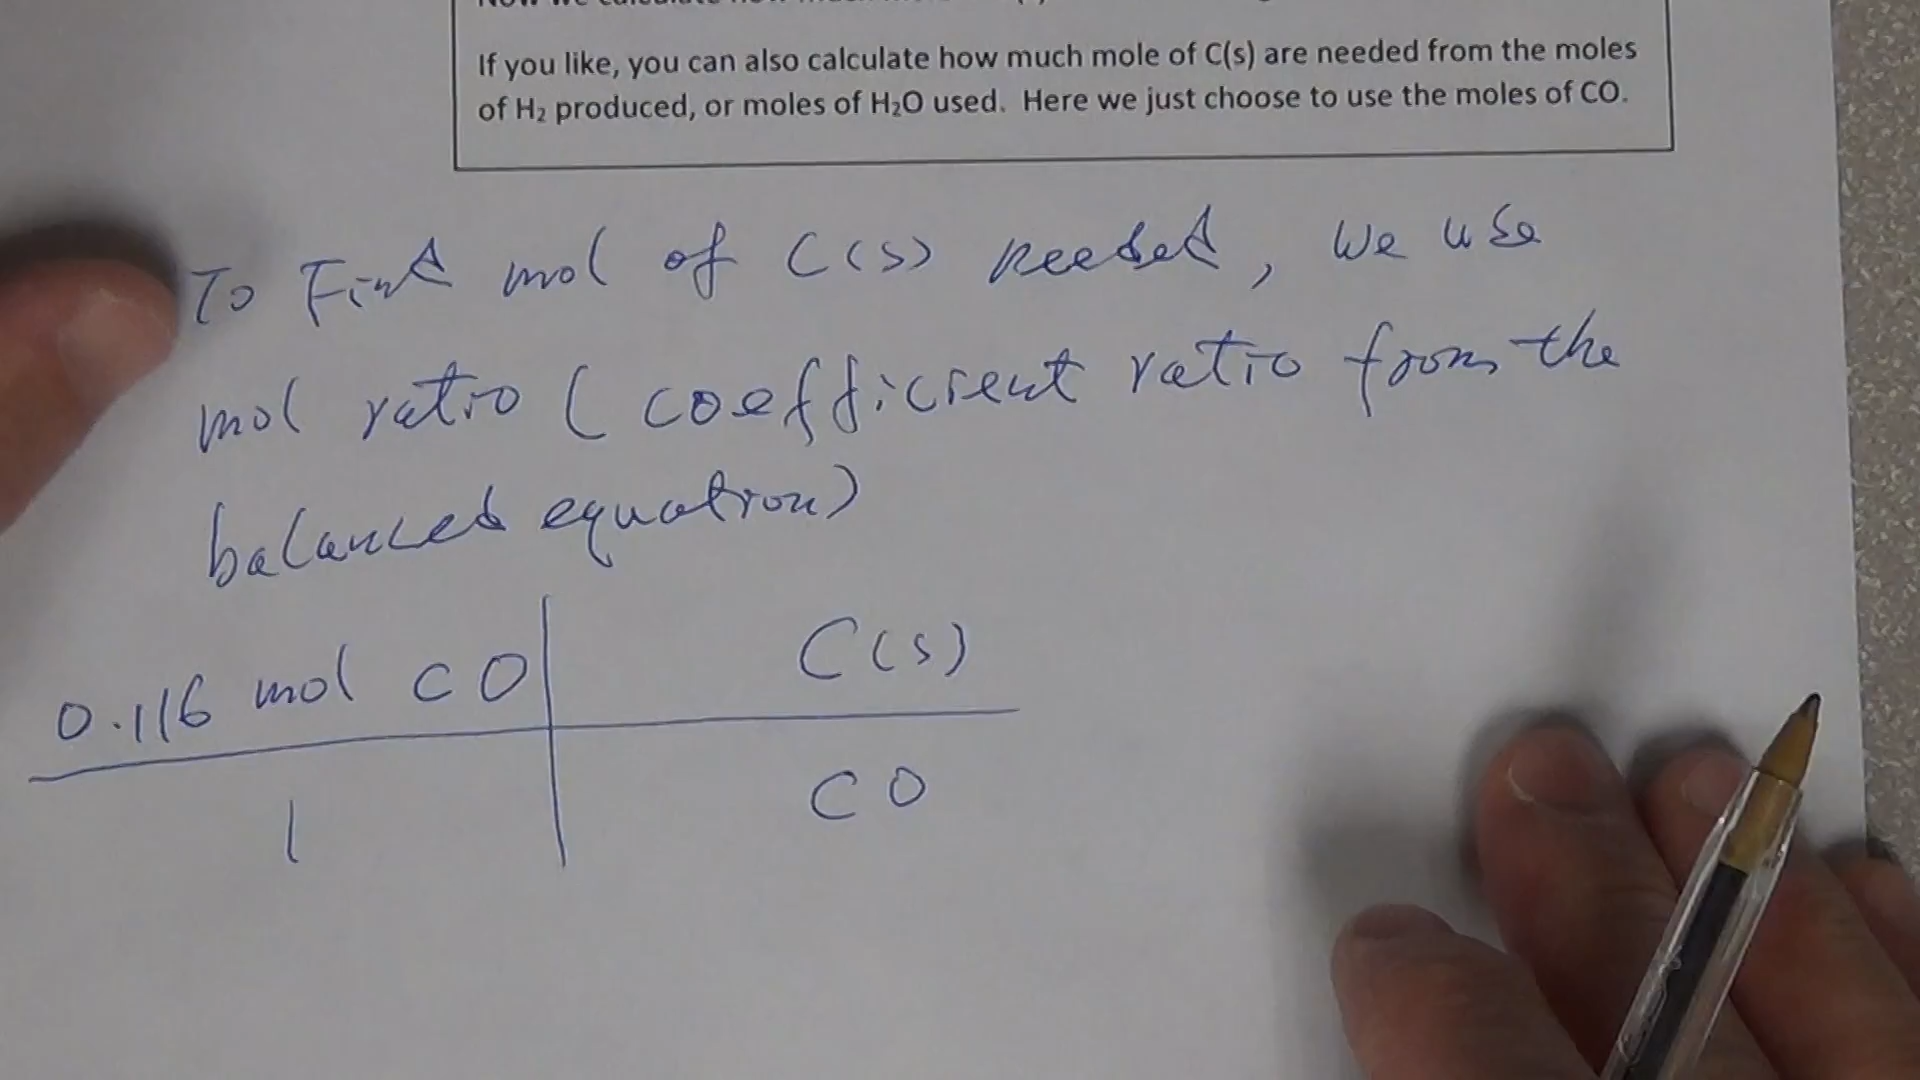 If you like, you can also calculate how much mole of C(s) are needed from the moles
of H₂ produced, or moles of H₂O used. Here we just choose to use the moles of CO.
To Find mol of C(s) needed, we use
mol ratio ( coefficient ratio from the
balanced equation)
0.116 mol CO C(s)
1 CO